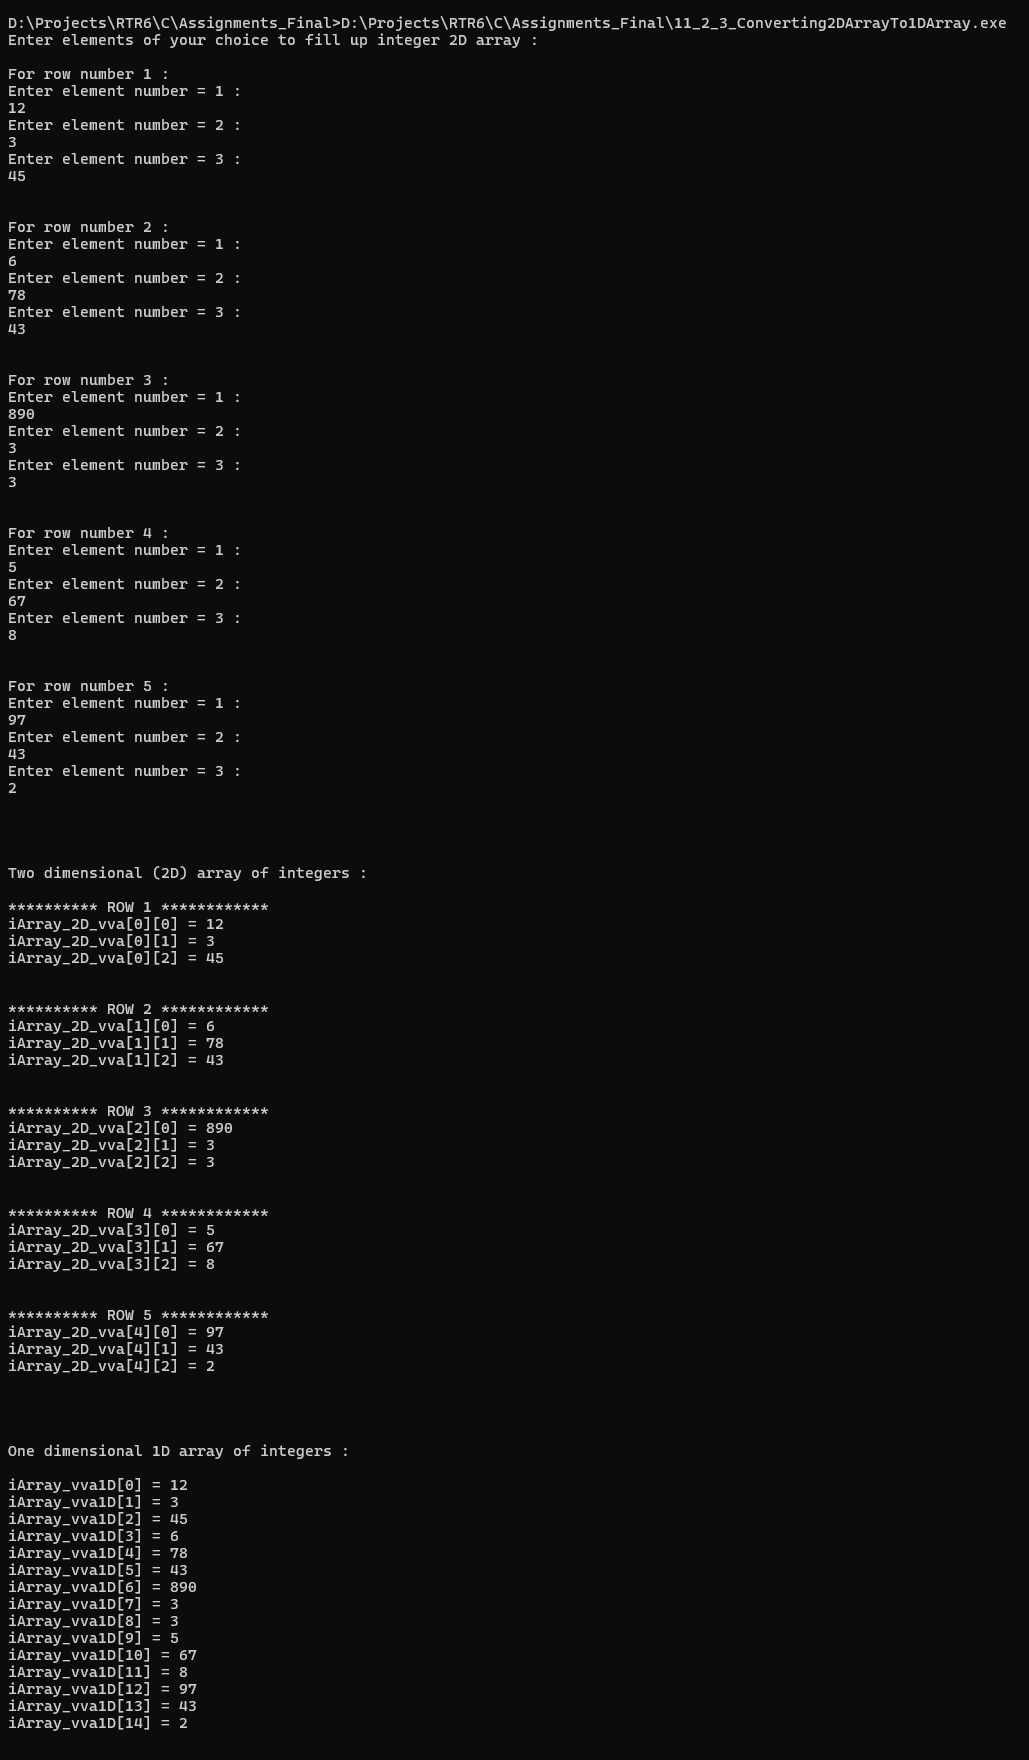 D:\Projects\RTR6\C\Assignments_Final>D:\Projects\RTR6\C\Assignments_Final\11_2_3_Converting2DArrayTo1DArray.exe
Enter elements of your choice to fill up integer 2D array :
For row number 1 :
Enter element number = 1 :
12
Enter element number = 2 :
3
Enter element number = 3 :
45
For row number 2 :
Enter element number = 1 :
6
Enter element number = 2 :
78
Enter element number = 3 :
43
For row number 3 :
Enter element number = 1 :
890
Enter element number = 2 :
3
Enter element number = 3 :
3
For row number 4 :
Enter element number = 1 :
5
Enter element number = 2 :
67
Enter element number = 3 :
8
For row number 5 :
Enter element number = 1 :
97
Enter element number = 2 :
43
Enter element number = 3 :
2
Two dimensional (2D) array of integers :
********** ROW 1 ************
iArray_2D_vva[0][0] = 12
iArray_2D_vva[0][1] = 3
iArray_2D_vva[0][2] = 45
********** ROW 2 ************
iArray_2D_vva[1][0] = 6
iArray_2D_vva[1][1] = 78
iArray_2D_vva[1][2] = 43
********** ROW 3 ************
iArray_2D_vva[2][0] = 890
iArray_2D_vva[2][1] = 3
iArray_2D_vva[2][2] = 3
********** ROW 4 ************
iArray_2D_vva[3][0] = 5
iArray_2D_vva[3][1] = 67
iArray_2D_vva[3][2] = 8
********** ROW 5 ************
iArray_2D_vva[4][0] = 97
iArray_2D_vva[4][1] = 43
iArray_2D_vva[4][2] = 2
One dimensional 1D array of integers :
iArray_vva1D[0] = 12
iArray_vva1D[1] = 3
iArray_vva1D[2] = 45
iArray_vva1D[3] = 6
iArray_vva1D[4] = 78
iArray_vva1D[5] = 43
iArray_vva1D[6] = 890
iArray_vva1D[7] = 3
iArray_vva1D[8] = 3
iArray_vva1D[9] = 5
iArray_vva1D[10] = 67
iArray_vva1D[11] = 8
iArray_vva1D[12] = 97
iArray_vva1D[13] = 43
iArray_vva1D[14] = 2